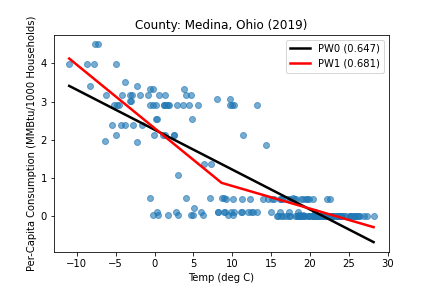 County: Medina, Ohio (2019)
PW0 (0.647)
PW1 (0.681)
Per-Capita Consumption (MMBtu/1000 Households)
4
3
2
1
0
−10 −5 0 5 10 15 20 25 30
Temp (deg C)